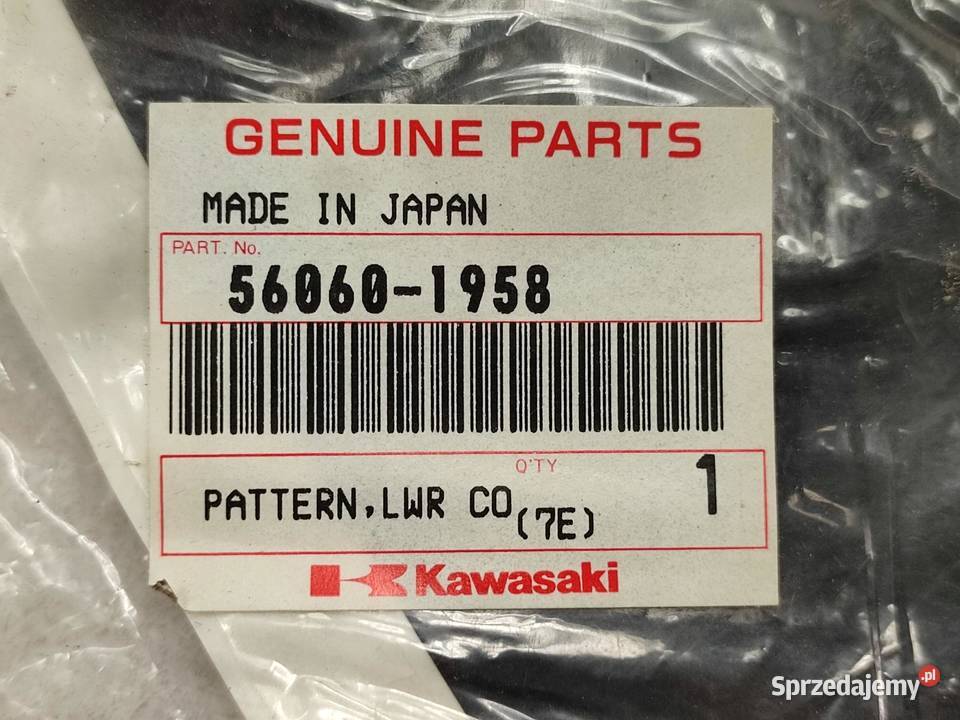 GENUINE PARTS
MADE IN JAPAN
PART. No.
56060-1958
Q'TY
PATTERN,LWR CO(7E) 1
Kawasaki
Sprzedajemy.pl